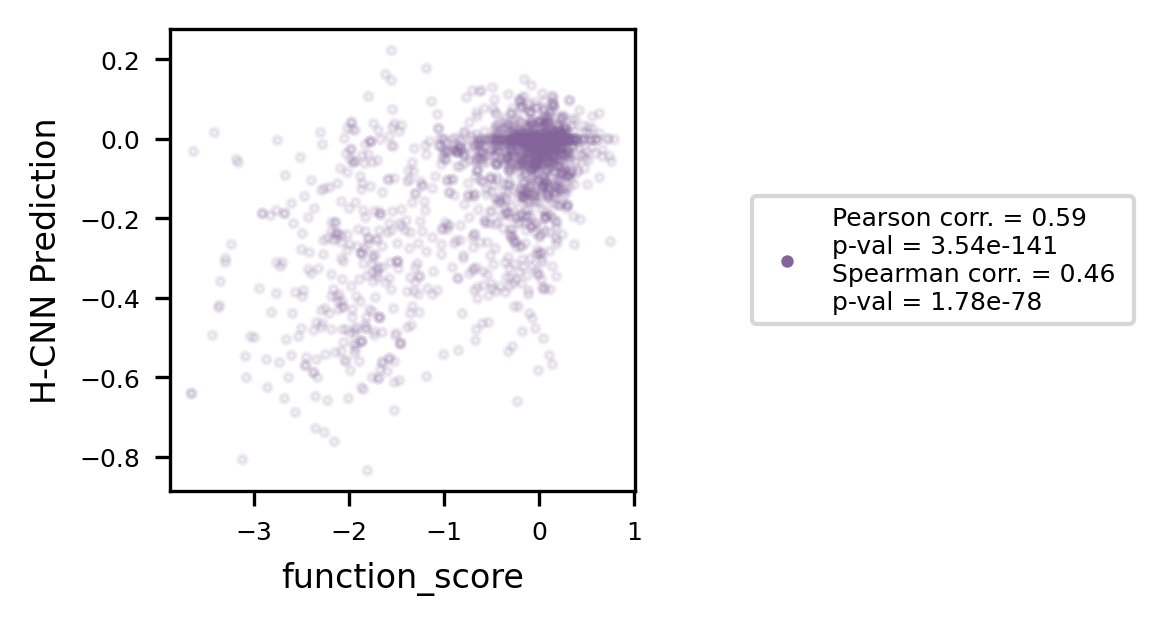 0.2
0.0
−0.2
−0.4
−0.6
−0.8
H-CNN Prediction
−3
−2
−1
0
1
function_score
Pearson corr. = 0.59
p-val = 3.54e-141
Spearman corr. = 0.46
p-val = 1.78e-78